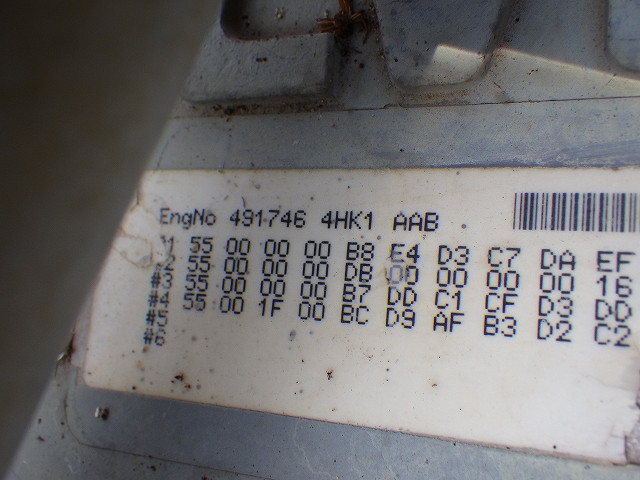 EngNo 491746 4HK1 AAB
#1 55 00 00 00 B8 E4 D3 C7 DA EF
#2 55 00 00 00 DB 00 00 00 00 16
#3 55 00 00 00 B7 DD C1 CF D3 DD
#4 55 00 1F 00 BC D9 AF B3 D2 C2
#5
#6